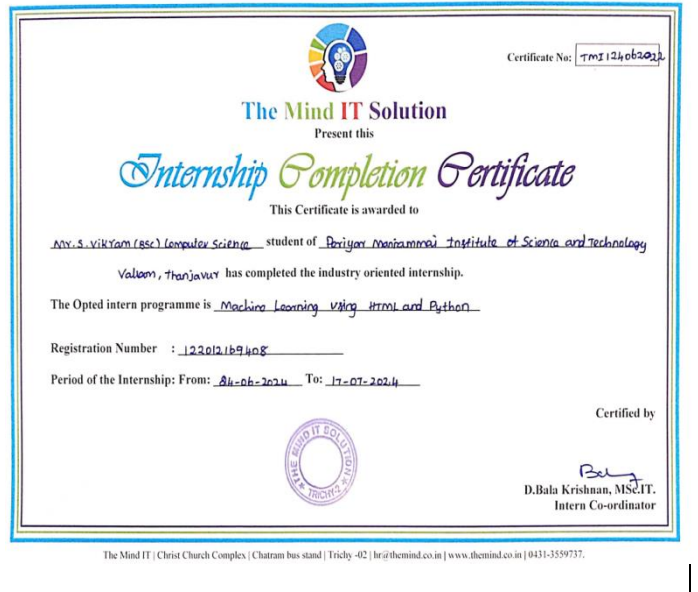 Certificate No: TMI124062022
The Mind IT Solution
Present this
Internship Completion Certificate
This Certificate is awarded to
Mr. S. Vikram (BSc) Computer Science student of Periyar Maniammai Institute of Science and Technology
Vallam, Thanjavur has completed the industry oriented internship.
The Opted intern programme is Machine Learning Using HTML and Python
Registration Number : 122012169408
Period of the Internship: From: 24-06-2024 To: 17-07-2024
Certified by
THE MIND IT SOLUTION
TRICHY-2
D.Bala Krishnan, MSc.IT.
Intern Co-ordinator
The Mind IT | Christ Church Complex | Chatram bus stand | Trichy -02 | hr@themind.co.in | www.themind.co.in | 0431-3559737.